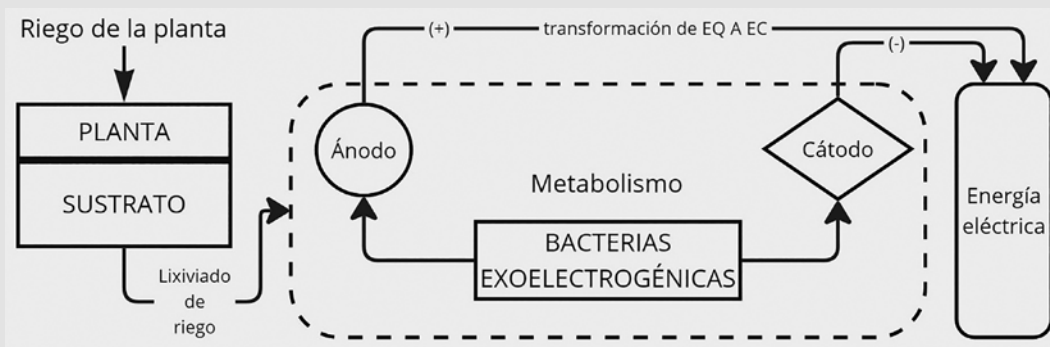 Riego de la planta
PLANTA
SUSTRATO
Lixiviado
de
riego
(+)
transformación de EQ A EC
(-)
Ánodo
Cátodo
Metabolismo
BACTERIAS
EXOELECTROGÉNICAS
Energía
eléctrica